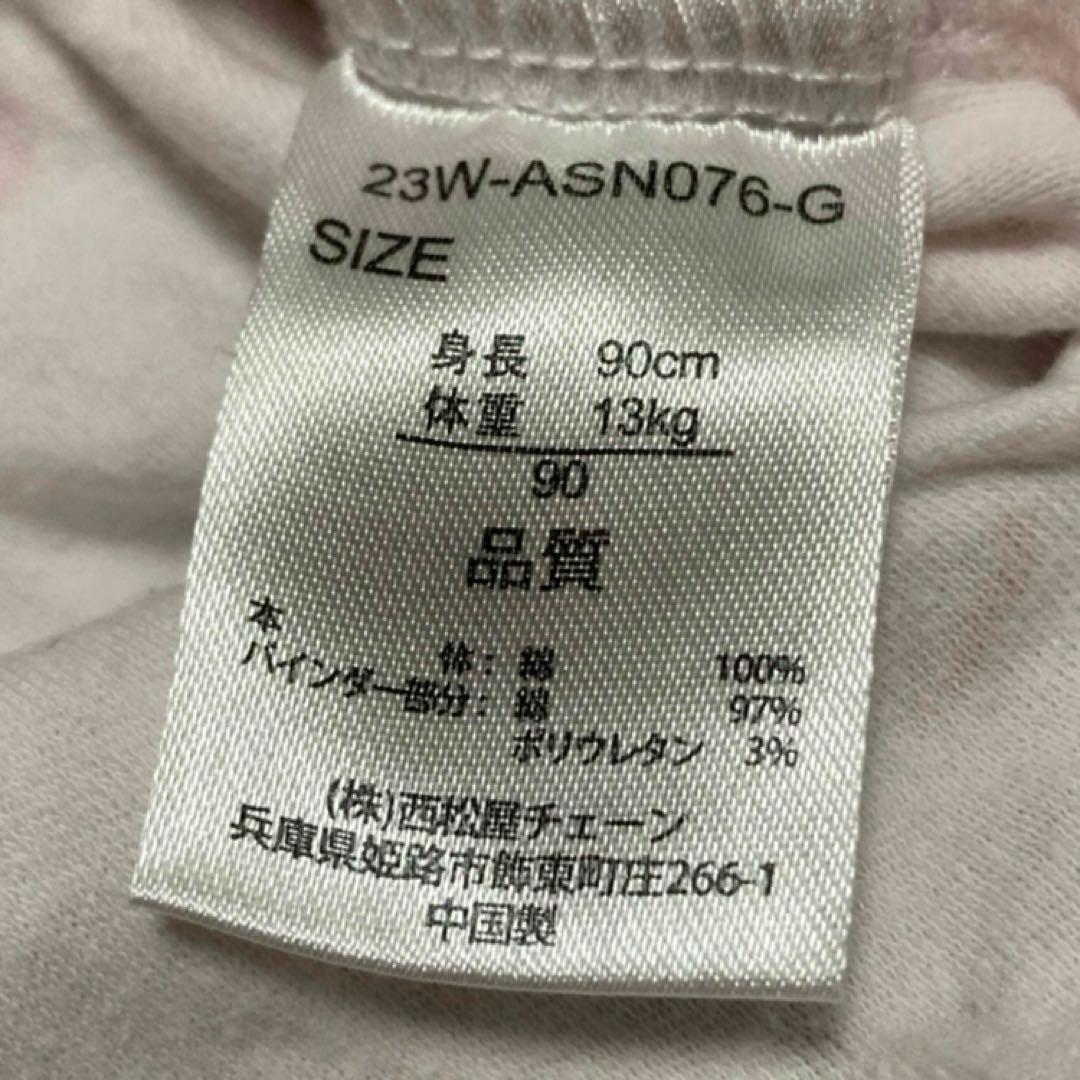 23W-ASN076-G
SIZE
身長 90cm
体重 13kg
90
品質
本 体 : 綿 100%
バインダー部分 : 綿 97%
ポリウレタン 3%
(株)西松屋チェーン
兵庫県姫路市飾東町庄266-1
中国製